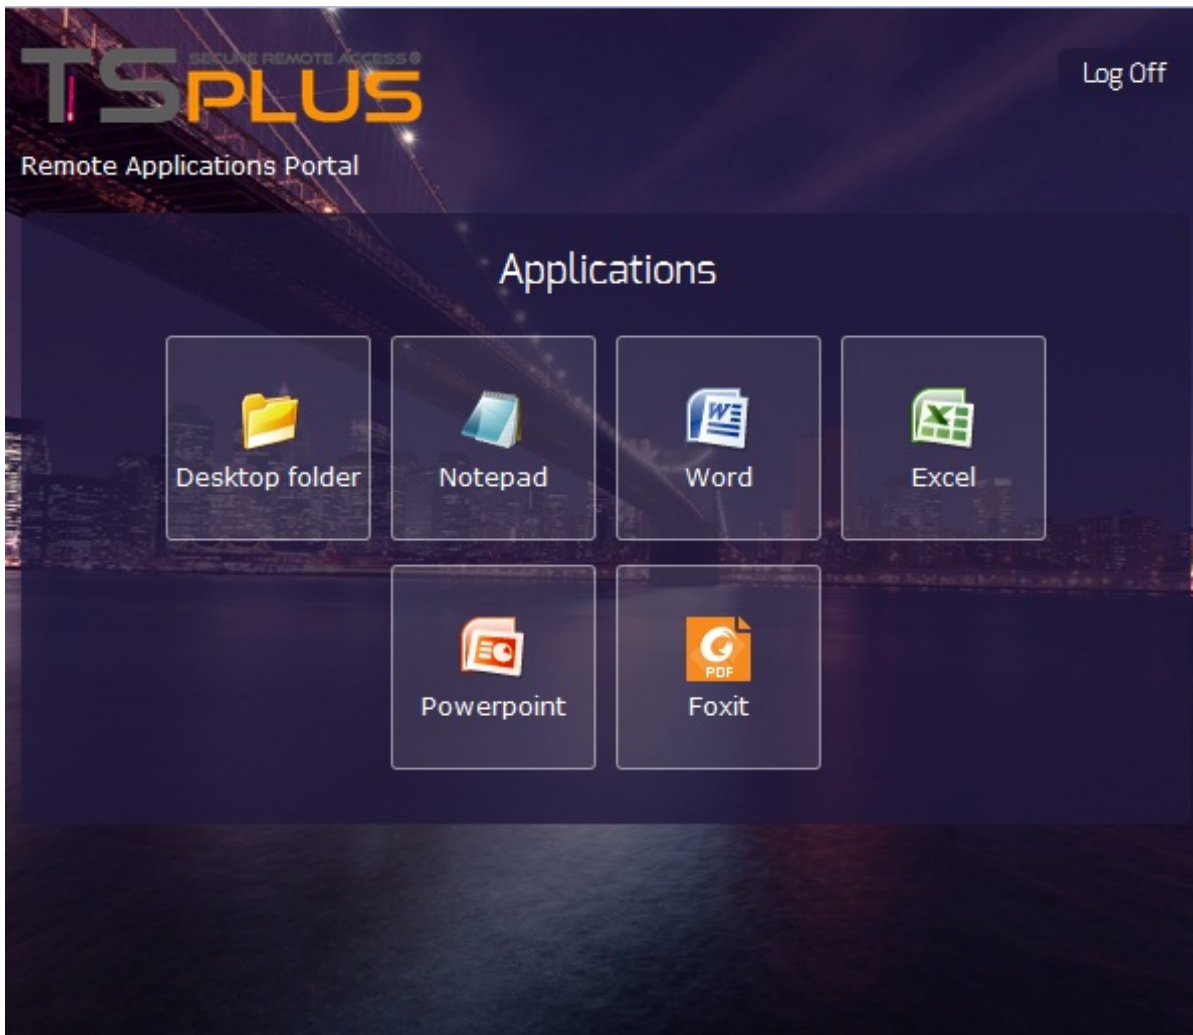 SECURE REMOTE ACCESS®
TSPLUS
Log Off
Remote Applications Portal
Applications
Desktop folder
Notepad
Word
Excel
Powerpoint
PDF
Foxit